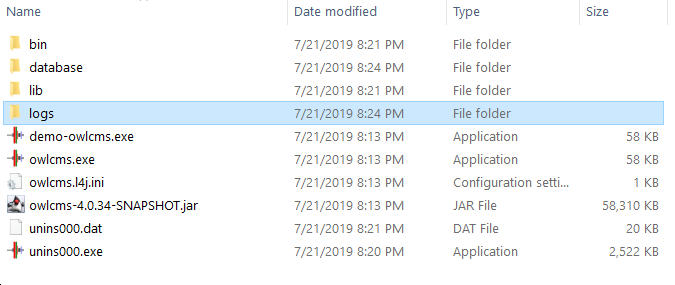 Name Date modified Type Size
bin 7/21/2019 8:21 PM File folder
database 7/21/2019 8:24 PM File folder
lib 7/21/2019 8:21 PM File folder
logs 7/21/2019 8:24 PM File folder
demo-owlcms.exe 7/21/2019 8:13 PM Application 58 KB
owlcms.exe 7/21/2019 8:13 PM Application 58 KB
owlcms.l4j.ini 7/21/2019 8:13 PM Configuration setti... 1 KB
owlcms-4.0.34-SNAPSHOT.jar 7/21/2019 8:13 PM JAR File 58,310 KB
unins000.dat 7/21/2019 8:21 PM DAT File 20 KB
unins000.exe 7/21/2019 8:20 PM Application 2,522 KB